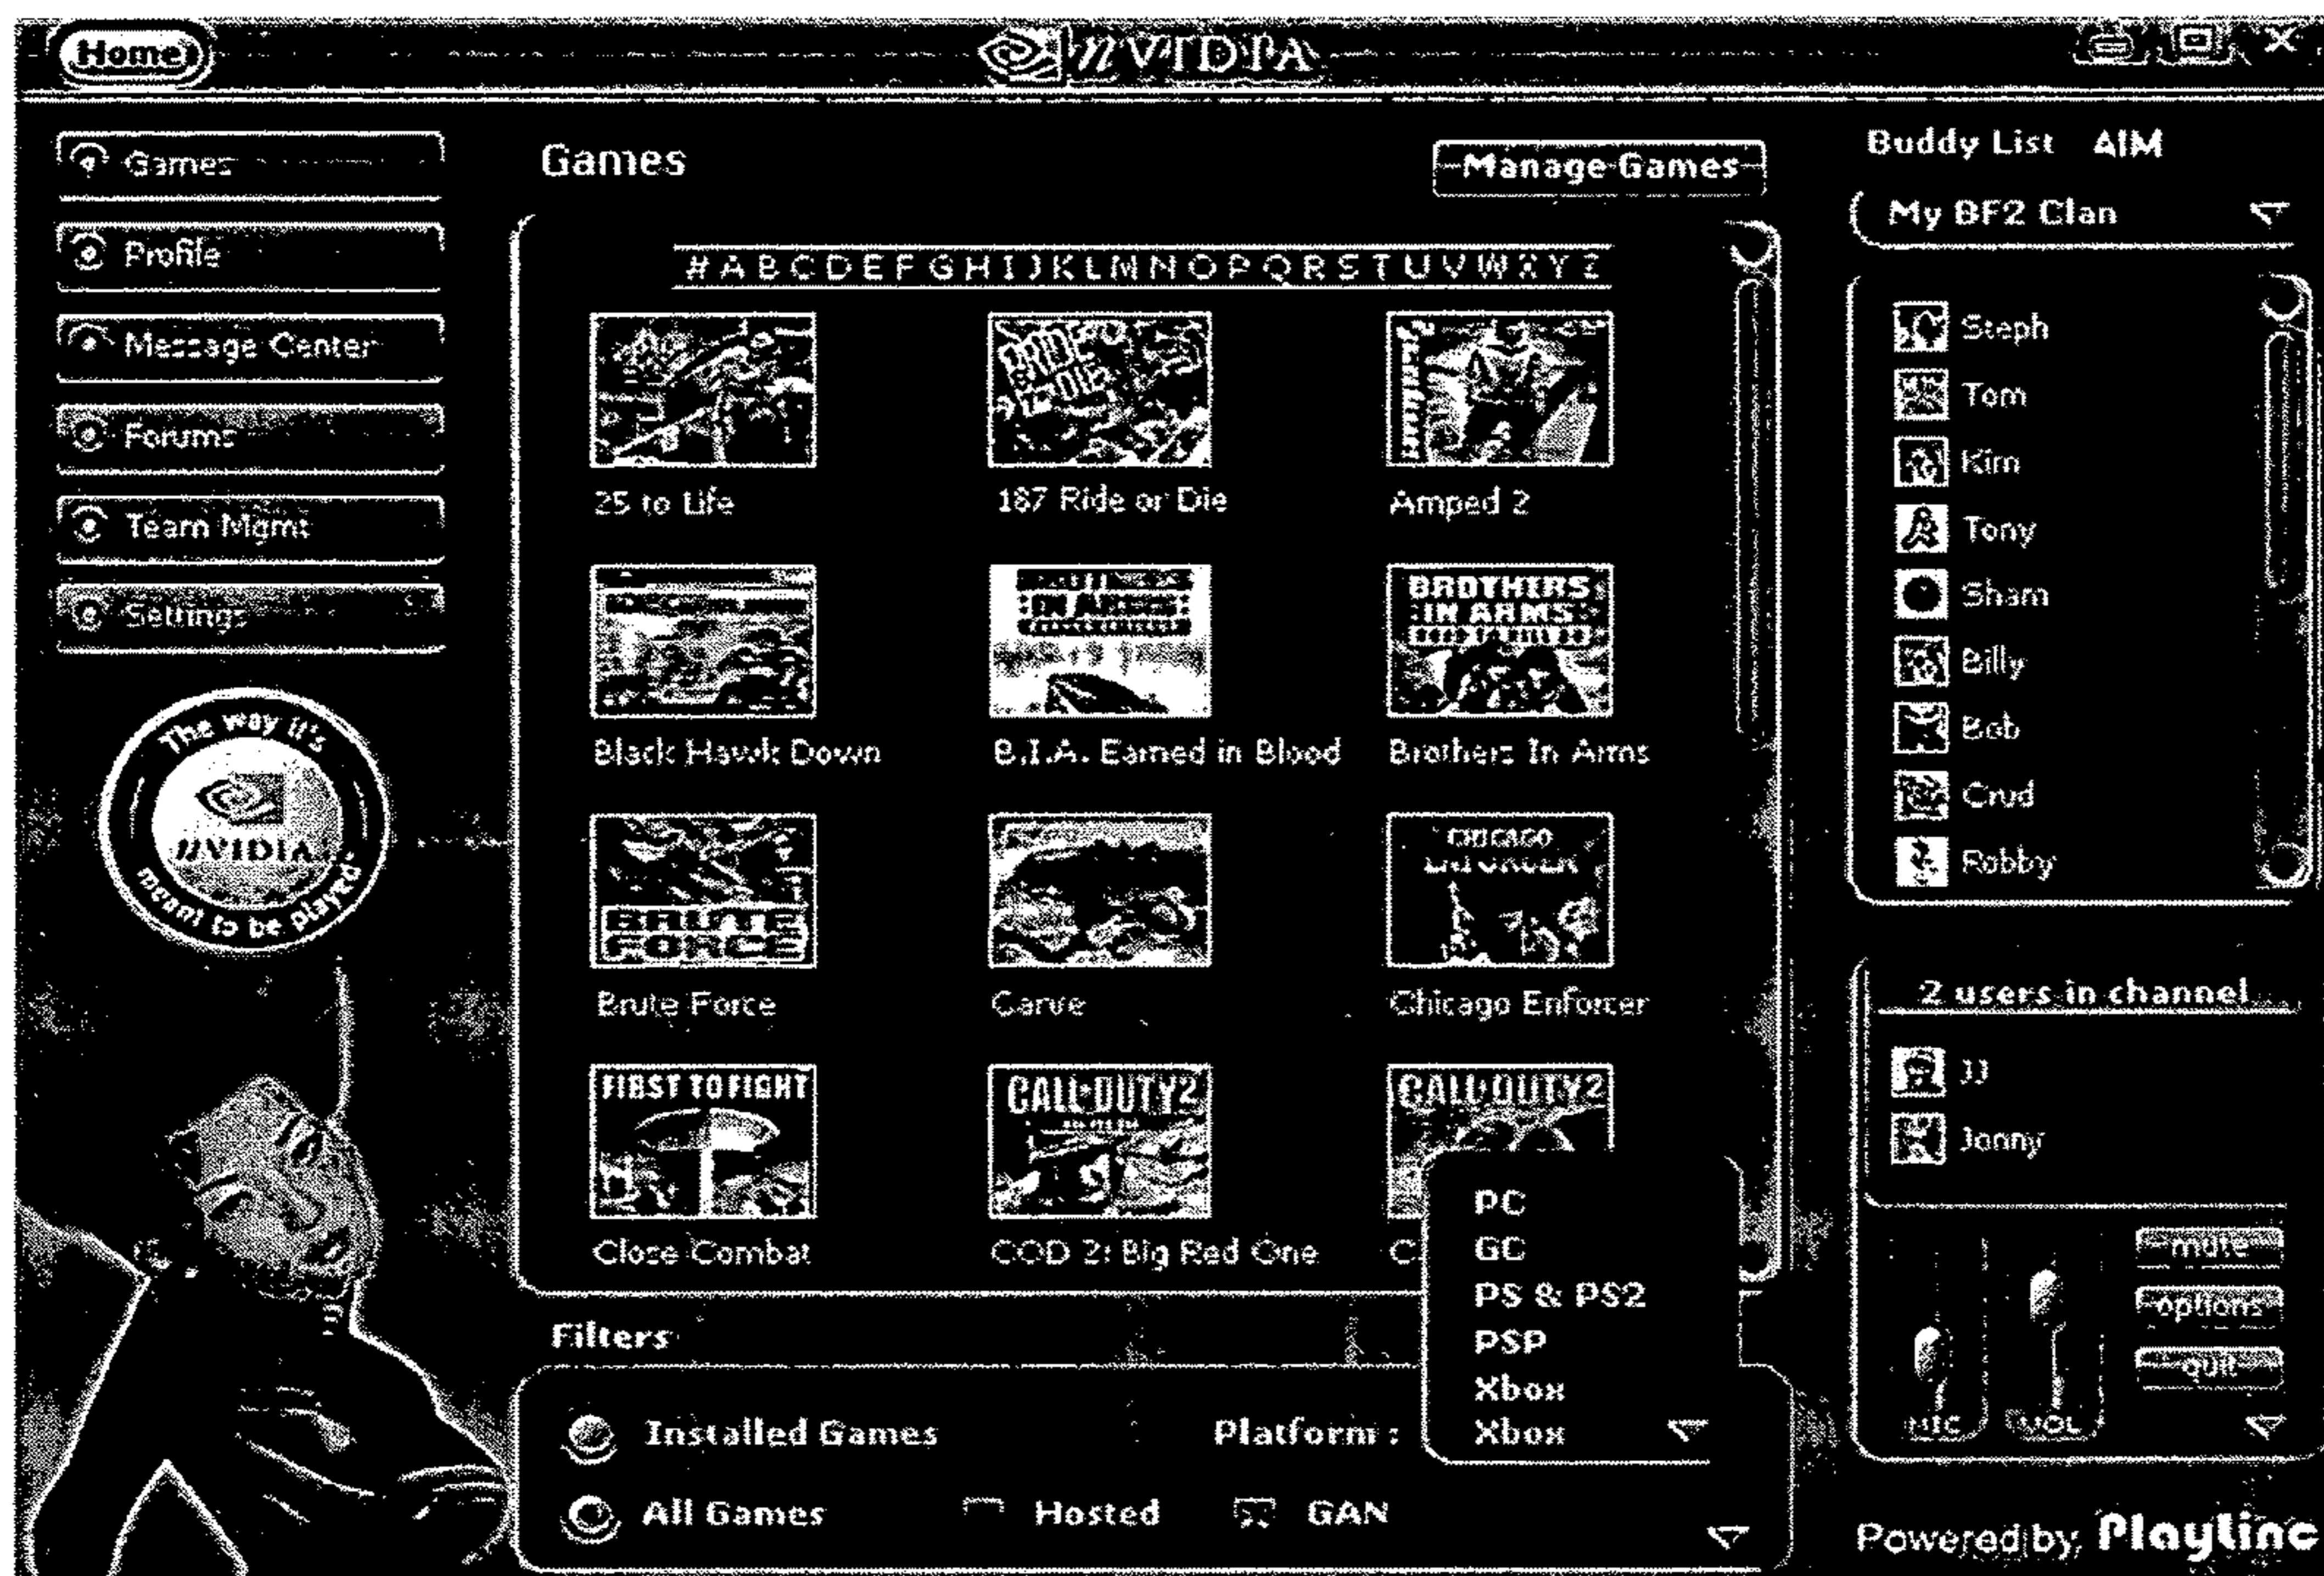 Home
NVIDIA
Games
Profile
Message Center
Forums
Team Mgmt
Settings
The way it's
NVIDIA
meant to be played
Games
Manage Games
# A B C D E F G H I J K L M N O P Q R S T U V W X Y Z
25 to Life
187 Ride or Die
Amped 2
BROTHERS
IN ARMS
Black Hawk Down
B.I.A. Earned in Blood
Brothers In Arms
BRUTE
FORCE
CHICAGO
ENFORCER
Brute Force
Carve
Chicago Enforcer
FIRST TO FIGHT
CALL OF DUTY 2
CALL OF DUTY 2
Close Combat
COD 2: Big Red One
C
PC
GC
PS & PS2
PSP
Xbox
Xbox
Filters
Installed Games
Platform :
All Games
Hosted
GAN
Buddy List AIM
My BF2 Clan
Steph
Tom
Kim
Tony
Sham
Billy
Bob
Crud
Robby
2 users in channel
JJ
Jonny
mute
options
quit
MIC
VOL
Powered by PlayLinc